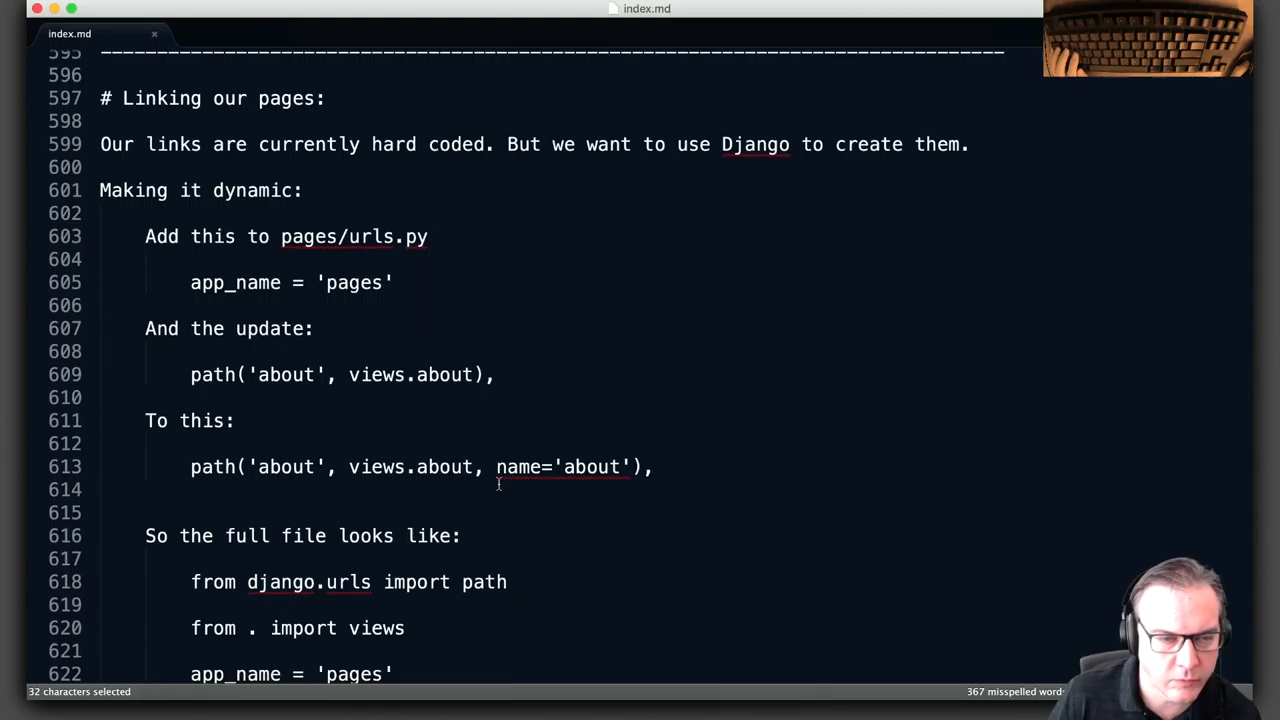 index.md
index.md ×
595 --------------------------------------------------------------------------------
596
597 # Linking our pages:
598
599 Our links are currently hard coded. But we want to use Django to create them.
600
601 Making it dynamic:
602
603 Add this to pages/urls.py
604
605 app_name = 'pages'
606
607 And the update:
608
609 path('about', views.about),
610
611 To this:
612
613 path('about', views.about, name='about'),
614
615
616 So the full file looks like:
617
618 from django.urls import path
619
620 from . import views
621
622 app_name = 'pages'
32 characters selected
367 misspelled word